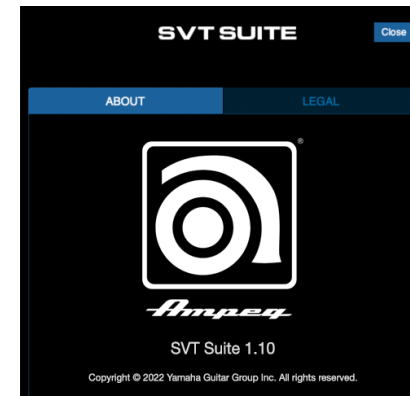 SVT SUITE
Close
ABOUT
LEGAL
®
Ampeg
SVT Suite 1.10
Copyright © 2022 Yamaha Guitar Group Inc. All rights reserved.